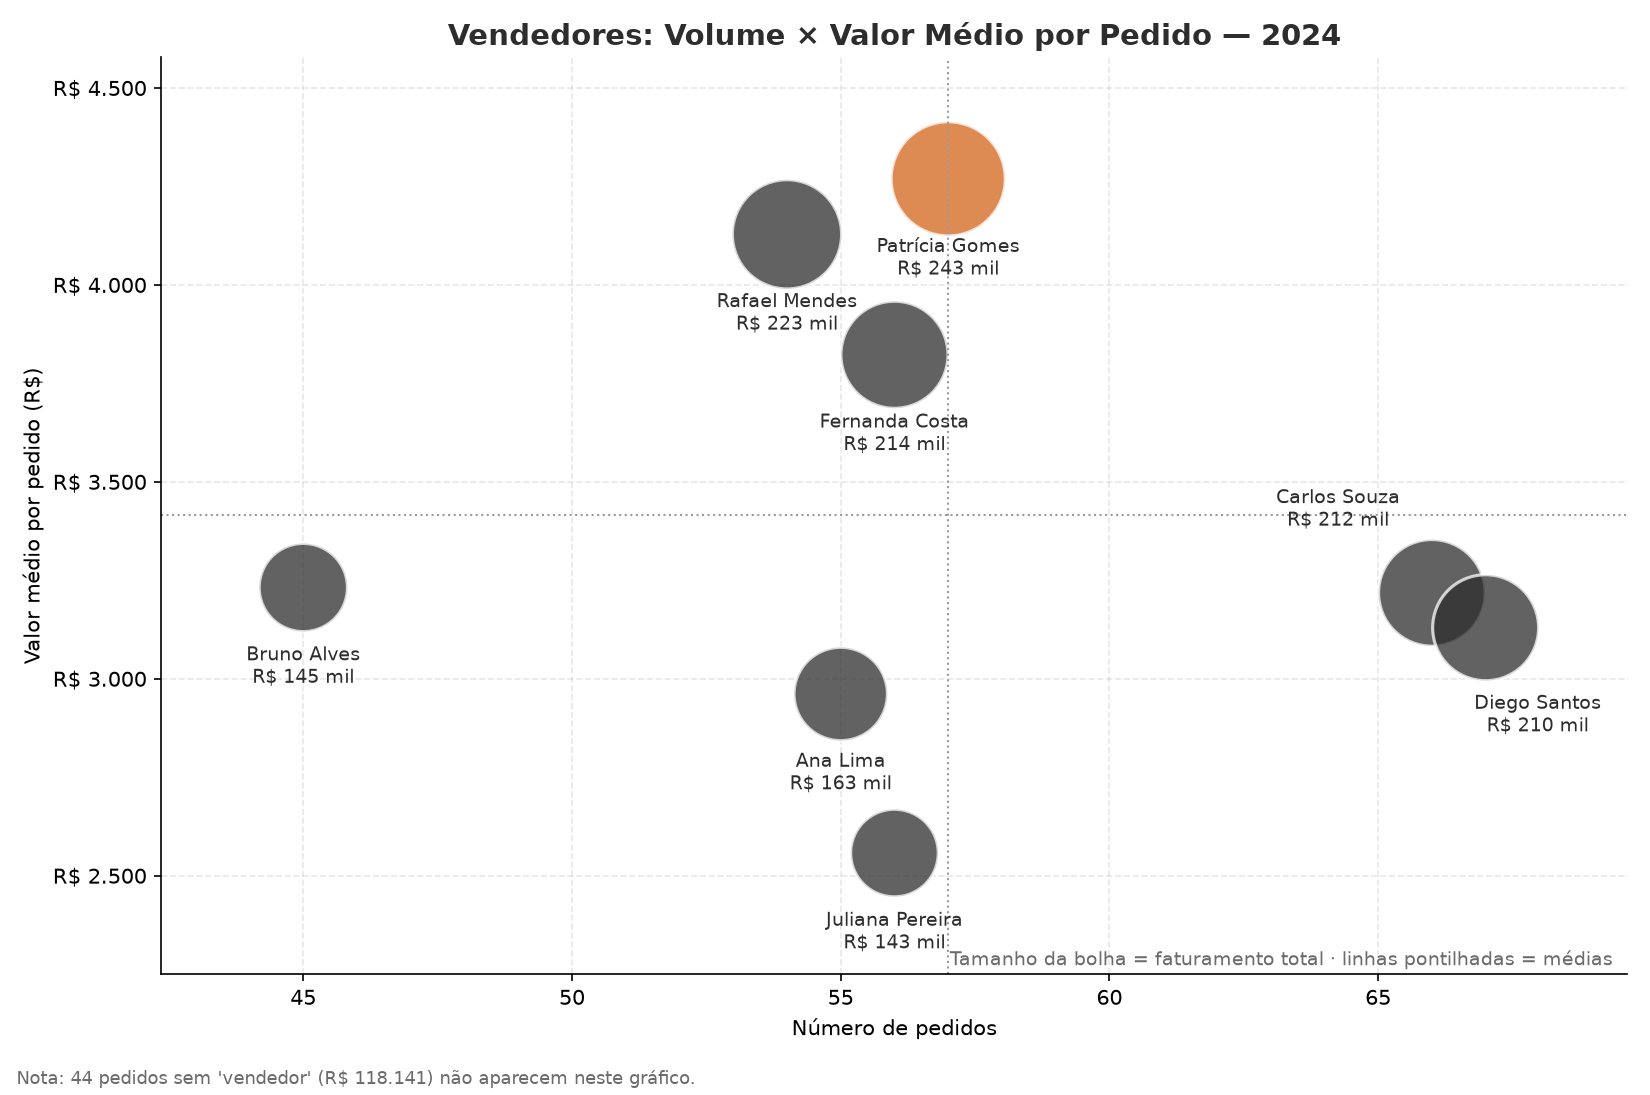 Vendedores: Volume × Valor Médio por Pedido — 2024
Valor médio por pedido (R$)
R$ 4.500
R$ 4.000
R$ 3.500
R$ 3.000
R$ 2.500
Patrícia Gomes
R$ 243 mil
Rafael Mendes
R$ 223 mil
Fernanda Costa
R$ 214 mil
Carlos Souza
R$ 212 mil
Bruno Alves
R$ 145 mil
Diego Santos
R$ 210 mil
Ana Lima
R$ 163 mil
Juliana Pereira
R$ 143 mil
Tamanho da bolha = faturamento total · linhas pontilhadas = médias
45
50
55
60
65
Número de pedidos
Nota: 44 pedidos sem 'vendedor' (R$ 118.141) não aparecem neste gráfico.